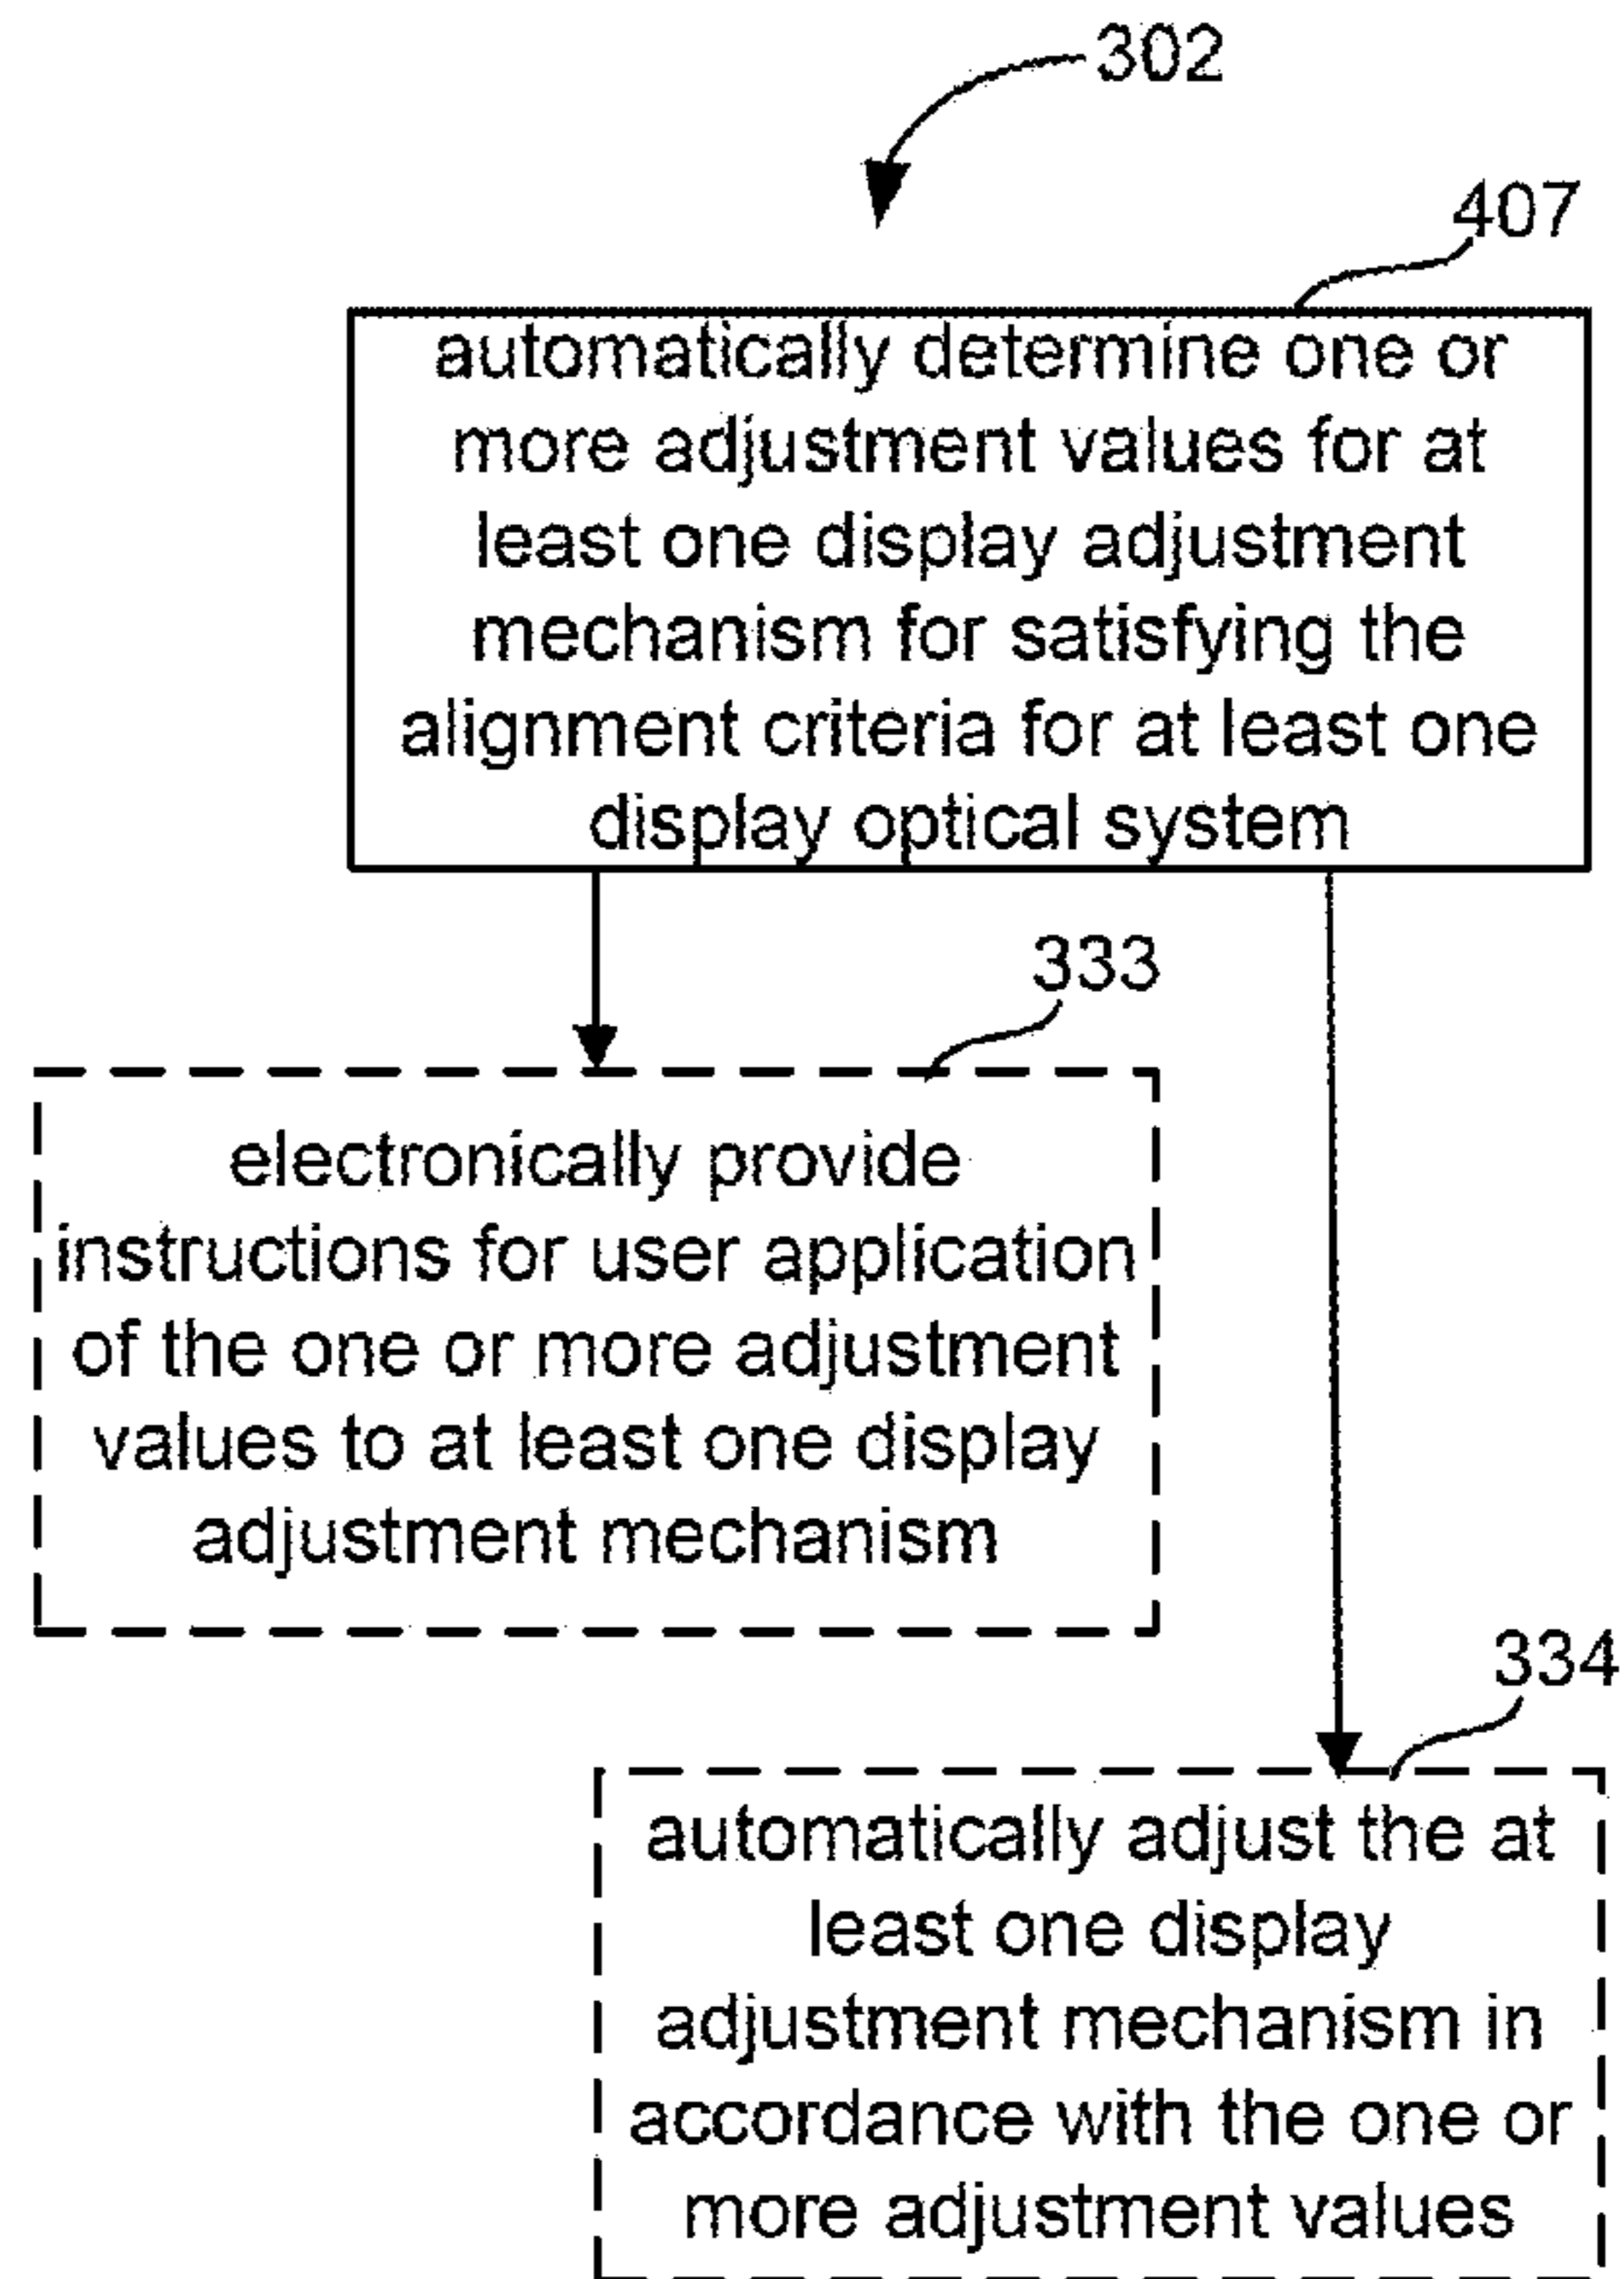 302
407
automatically determine one or
more adjustment values for at
least one display adjustment
mechanism for satisfying the
alignment criteria for at least one
display optical system
333
electronically provide
instructions for user application
of the one or more adjustment
values to at least one display
adjustment mechanism
334
automatically adjust the at
least one display
adjustment mechanism in
accordance with the one or
more adjustment values